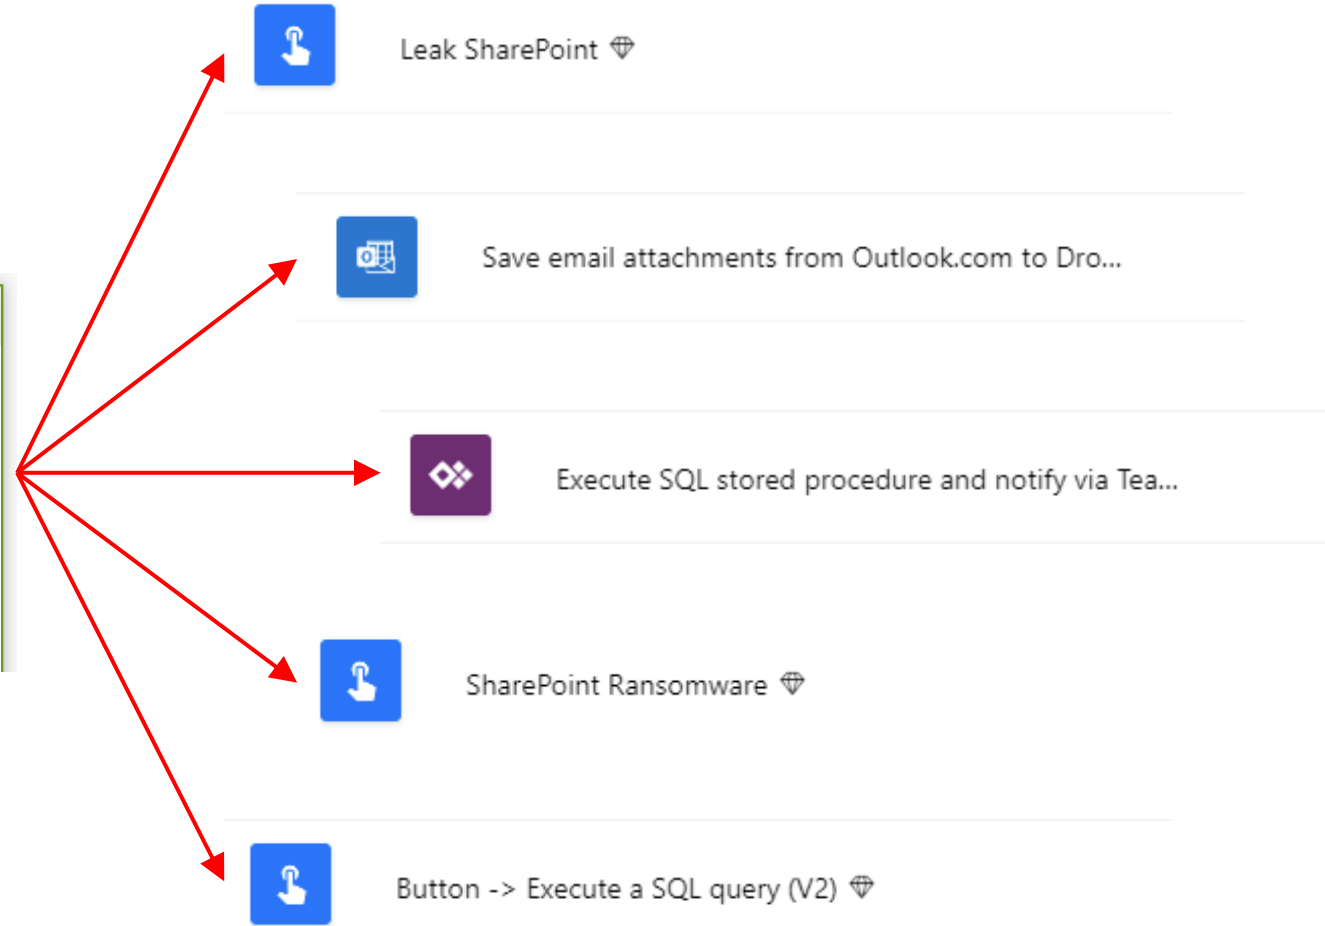 Leak SharePoint
Save email attachments from Outlook.com to Dro...
Execute SQL stored procedure and notify via Tea...
SharePoint Ransomware
Button -> Execute a SQL query (V2)